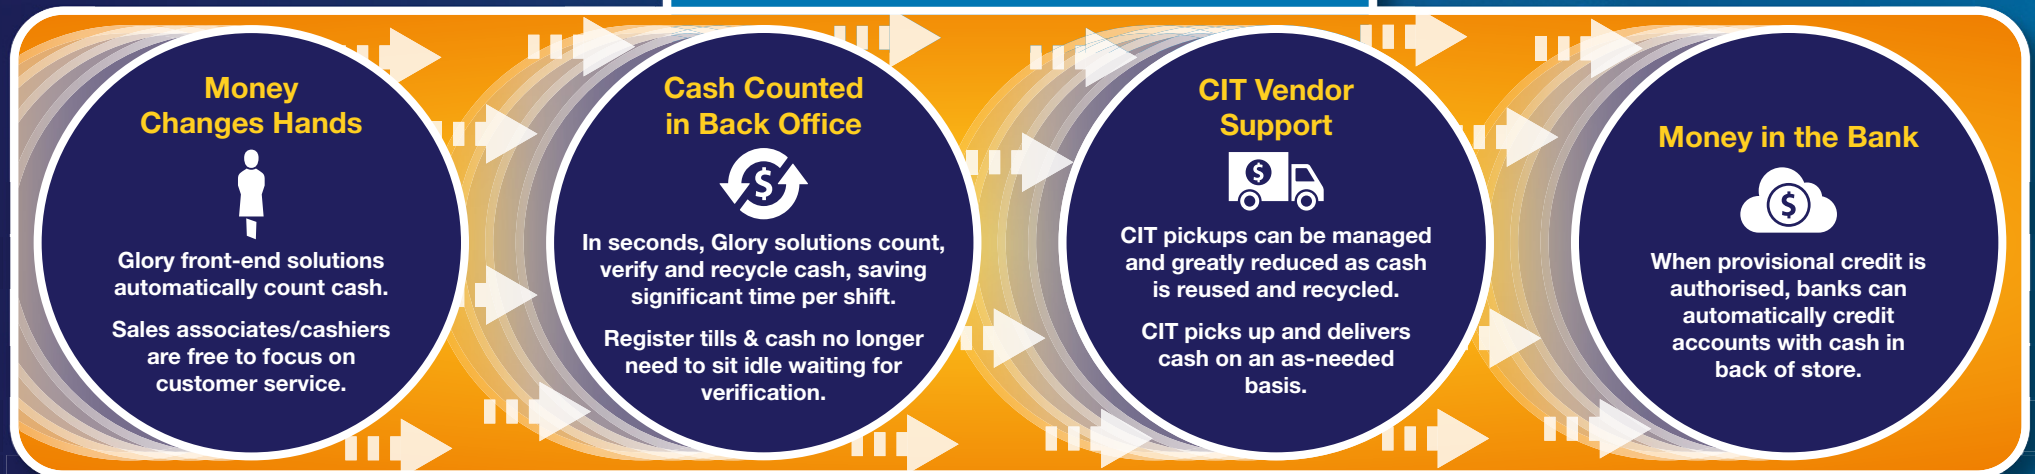 Money
Changes Hands
Glory front-end solutions
automatically count cash.
Sales associates/cashiers
are free to focus on
customer service.
Cash Counted
in Back Office
$
In seconds, Glory solutions count,
verify and recycle cash, saving
significant time per shift.
Register tills & cash no longer
need to sit idle waiting for
verification.
CIT Vendor
Support
$
CIT pickups can be managed
and greatly reduced as cash
is reused and recycled.
CIT picks up and delivers
cash on an as-needed
basis.
Money in the Bank
$
When provisional credit is
authorised, banks can
automatically credit
accounts with cash in
back of store.